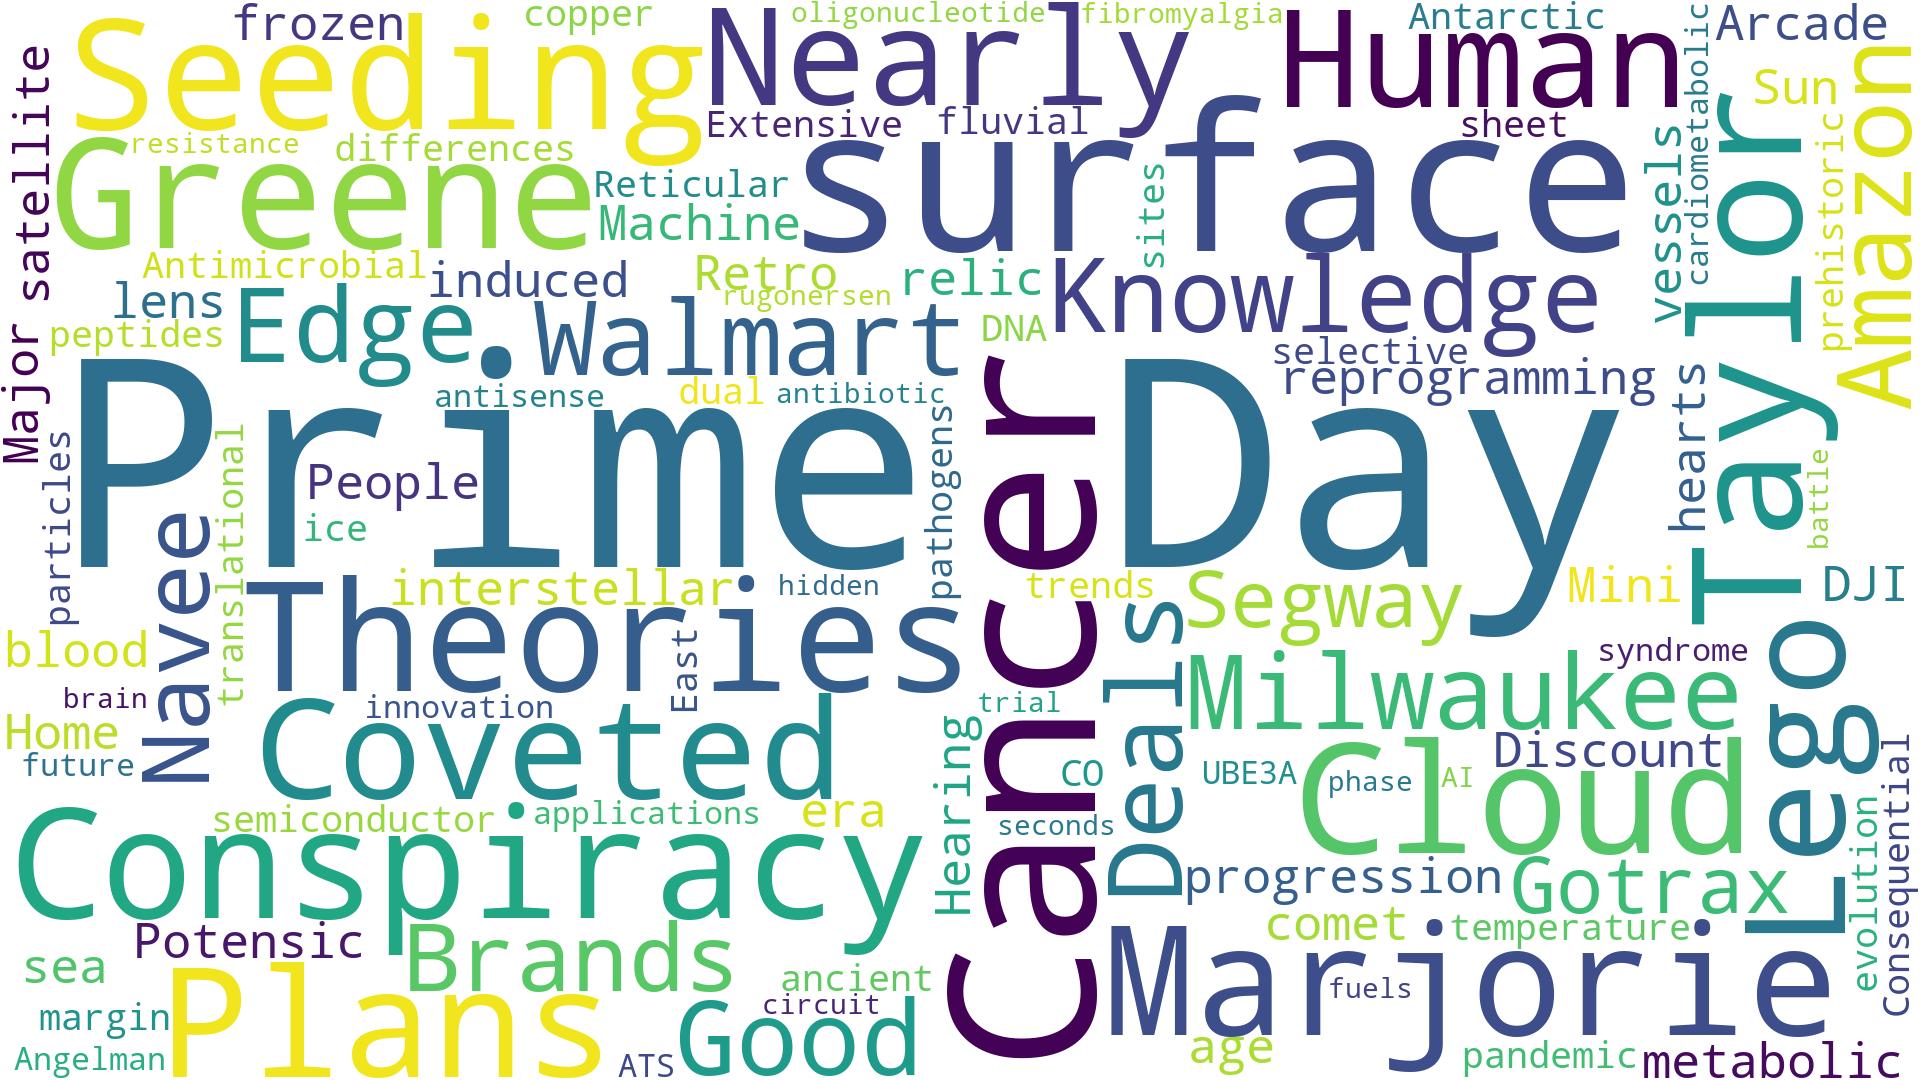 frozen
copper
oligonucleotide
fibromyalgia
Antarctic
Arcade
Seeding
Nearly
Human
cardiometabolic
Amazon
Sun
Major satellite
Extensive
fluvial
sheet
resistance
differences
Greene
Reticular
Machine
surface
sites
vessels
Taylor
prehistoric
Antimicrobial
induced
Retro
relic
Knowledge
lens
rugonersen
peptides
Edge
Walmart
DNA
selective
reprogramming
antisense
dual
antibiotic
Prime Day
Cancer
hearts
particles
translational
People
pathogens
battle
ice
Navee
Theories
interstellar
hidden
trends
Segway
Mini
DJI
blood
East
Deals
syndrome
brain
innovation
trial
Milwaukee
Lego
Home
Coveted
Hearing
Discount
future
CO
UBE3A
phase
AI
Cloud
semiconductor
applications
era
seconds
evolution
Consequential
Conspiracy
progression
Gotrax
Potensic
Brands
comet
temperature
sea
Plans
ancient
Marjorie
margin
circuit
Good
fuels
Angelman
ATS
age
pandemic
metabolic